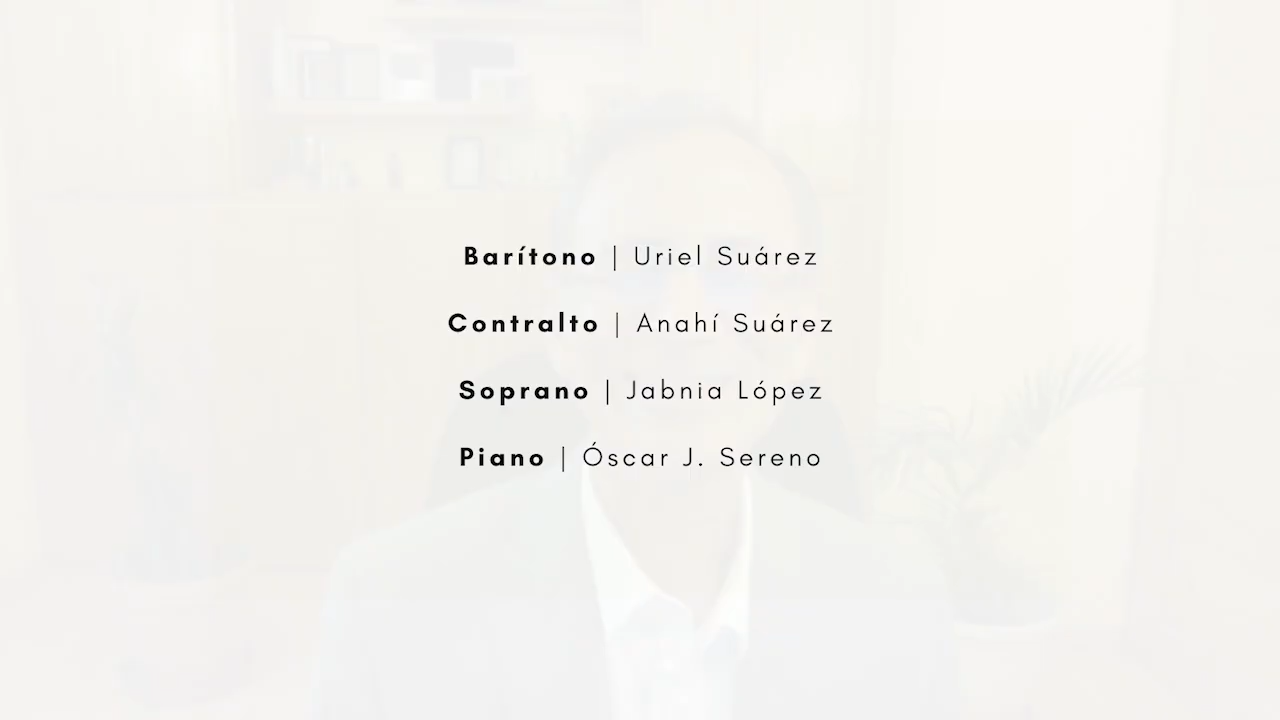 Barítono | Uriel Suárez
Contralto | Anahí Suárez
Soprano | Jabnia López
Piano | Óscar J. Sereno